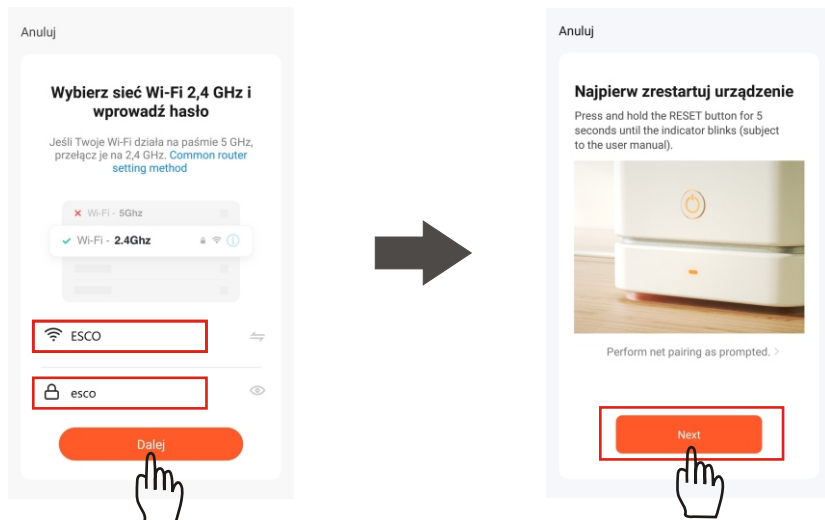 Anuluj
Wybierz sieć Wi-Fi 2,4 GHz i
wprowadź hasło
Jeśli Twoje Wi-Fi działa na paśmie 5 GHz,
przełącz je na 2,4 GHz. Common router
setting method
Wi-Fi - 5Ghz
Wi-Fi - 2.4Ghz
ESCO
esco
Dalej
Anuluj
Najpierw zrestartuj urządzenie
Press and hold the RESET button for 5
seconds until the indicator blinks (subject
to the user manual).
Perform net pairing as prompted. >
Next